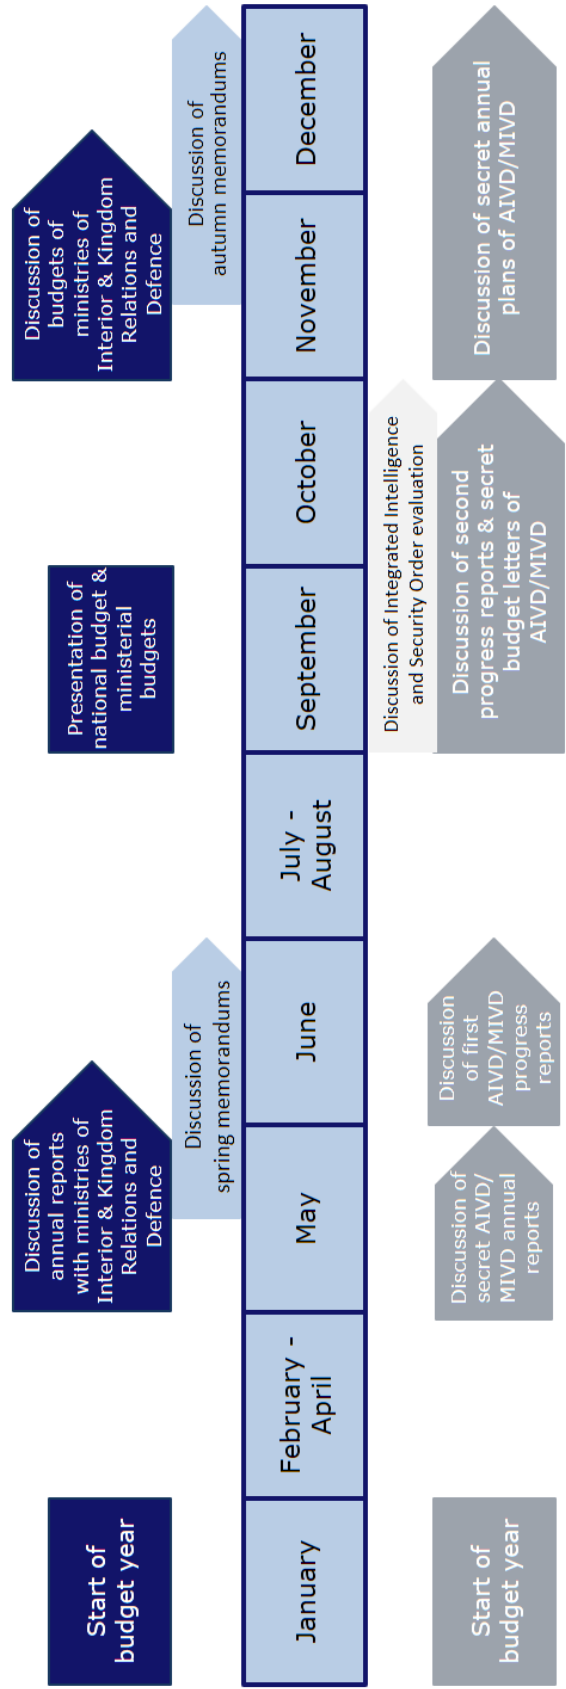 Start of
budget year
Discussion of
annual reports
with ministries of
Interior & Kingdom
Relations and
Defence
Presentation of
national budget &
ministerial
budgets
Discussion of
budgets of
ministries of
Interior & Kingdom
Relations and
Defence
Discussion of
spring memorandums
Discussion of
autumn memorandums
January
February -
April
May
June
July -
August
September
October
November
December
Discussion of Integrated Intelligence
and Security Order evaluation
Start of
budget year
Discussion of
secret AIVD/
MIVD annual
reports
Discussion
of first
AIVD/MIVD
progress
reports
Discussion of second
progress reports & secret
budget letters of
AIVD/MIVD
Discussion of secret annual
plans of AIVD/MIVD